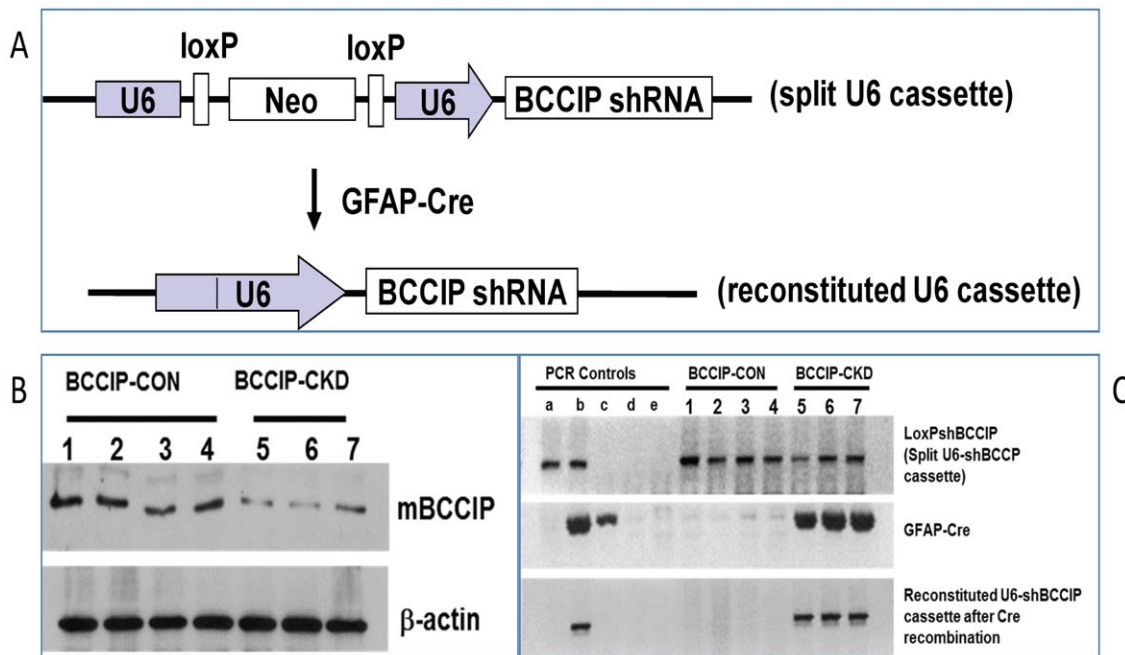 A
loxP loxP
U6 Neo U6 BCCIP shRNA (split U6 cassette)
GFAP-Cre
U6 BCCIP shRNA (reconstituted U6 cassette)
B
BCCIP-CON BCCIP-CKD
1 2 3 4 5 6 7
mBCCIP
β-actin
C
PCR Controls BCCIP-CON BCCIP-CKD
a b c d e 1 2 3 4 5 6 7
LoxPshBCCIP
(Split U6-shBCCP
cassette)
GFAP-Cre
Reconstituted U6-shBCCIP
cassette after Cre
recombination